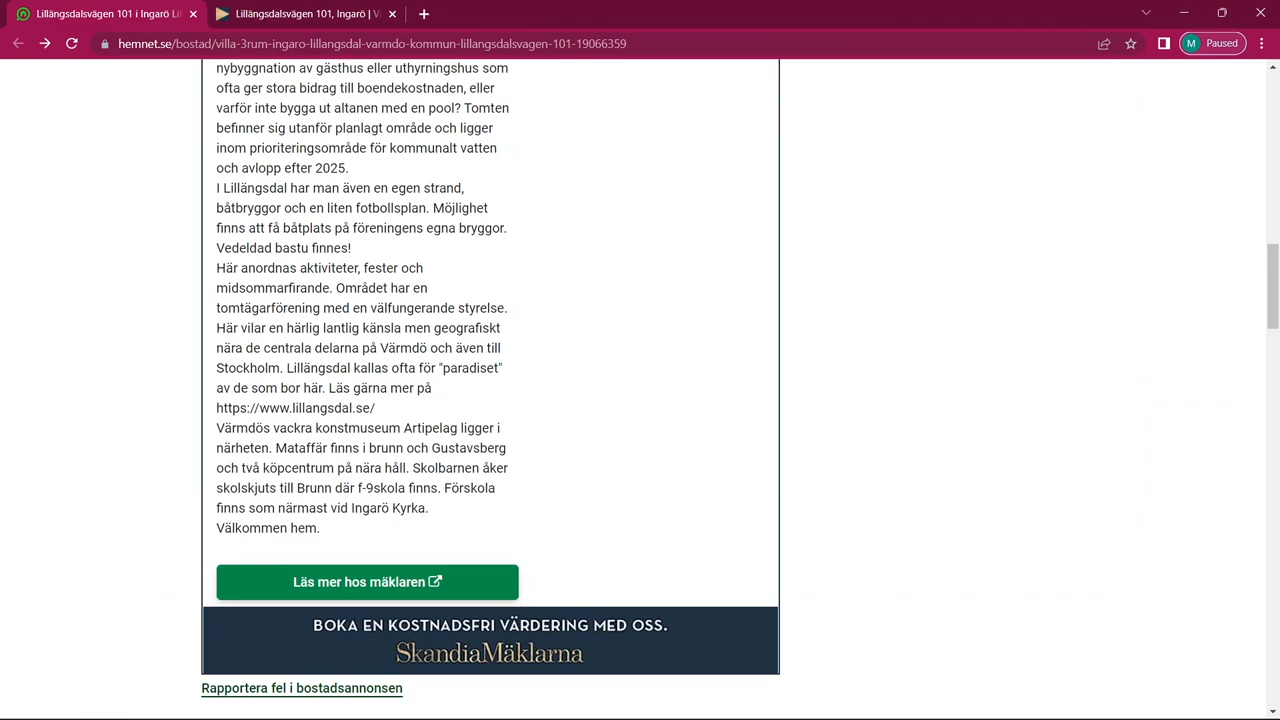 Lillängsdalsvägen 101 i Ingarö Lil
Lillängsdalsvägen 101, Ingarö | Vi
hemnet.se/bostad/villa-3rum-ingaro-lillangsdal-varmdo-kommun-lillangsdalsvagen-101-19066359
M Paused
nybyggnation av gästhus eller uthyrningshus som
ofta ger stora bidrag till boendekostnaden, eller
varför inte bygga ut altanen med en pool? Tomten
befinner sig utanför planlagt område och ligger
inom prioriteringsområde för kommunalt vatten
och avlopp efter 2025.
I Lillängsdal har man även en egen strand,
båtbryggor och en liten fotbollsplan. Möjlighet
finns att få båtplats på föreningens egna bryggor.
Vedeldad bastu finnes!
Här anordnas aktiviteter, fester och
midsommarfirande. Området har en
tomtägarförening med en välfungerande styrelse.
Här vilar en härlig lantlig känsla men geografiskt
nära de centrala delarna på Värmdö och även till
Stockholm. Lillängsdal kallas ofta för "paradiset"
av de som bor här. Läs gärna mer på
https://www.lillangsdal.se/
Värmdös vackra konstmuseum Artipelag ligger i
närheten. Mataffär finns i brunn och Gustavsberg
och två köpcentrum på nära håll. Skolbarnen åker
skolskjuts till Brunn där f-9skola finns. Förskola
finns som närmast vid Ingarö Kyrka.
Välkommen hem.
Läs mer hos mäklaren
BOKA EN KOSTNADSFRI VÄRDERING MED OSS.
SkandiaMäklarna
Rapportera fel i bostadsannonsen